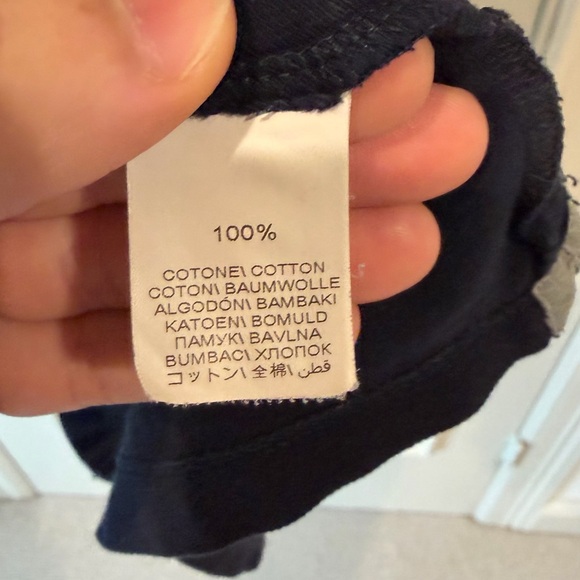 100%
COTONE\ COTTON
COTON\ BAUMWOLLE
ALGODÓN\ BAMBAKI
KATOEN\ BOMULD
ПАМУК\ BAVLNA
BUMBAC\ ХЛОПОК
コットン\ 全棉\ قطن